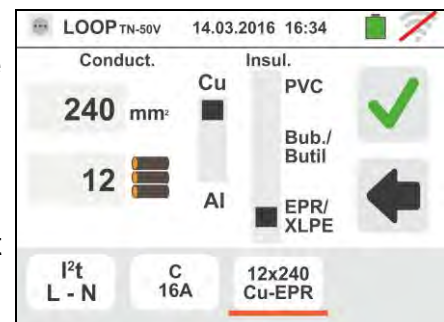 LOOP TN-50V 14.03.2016 16:34
Conduct. Insul.
Cu PVC
240 mm²
Bub./
Butil
12
Al EPR/
XLPE
I²t
L - N
C
16A
12x240
Cu-EPR